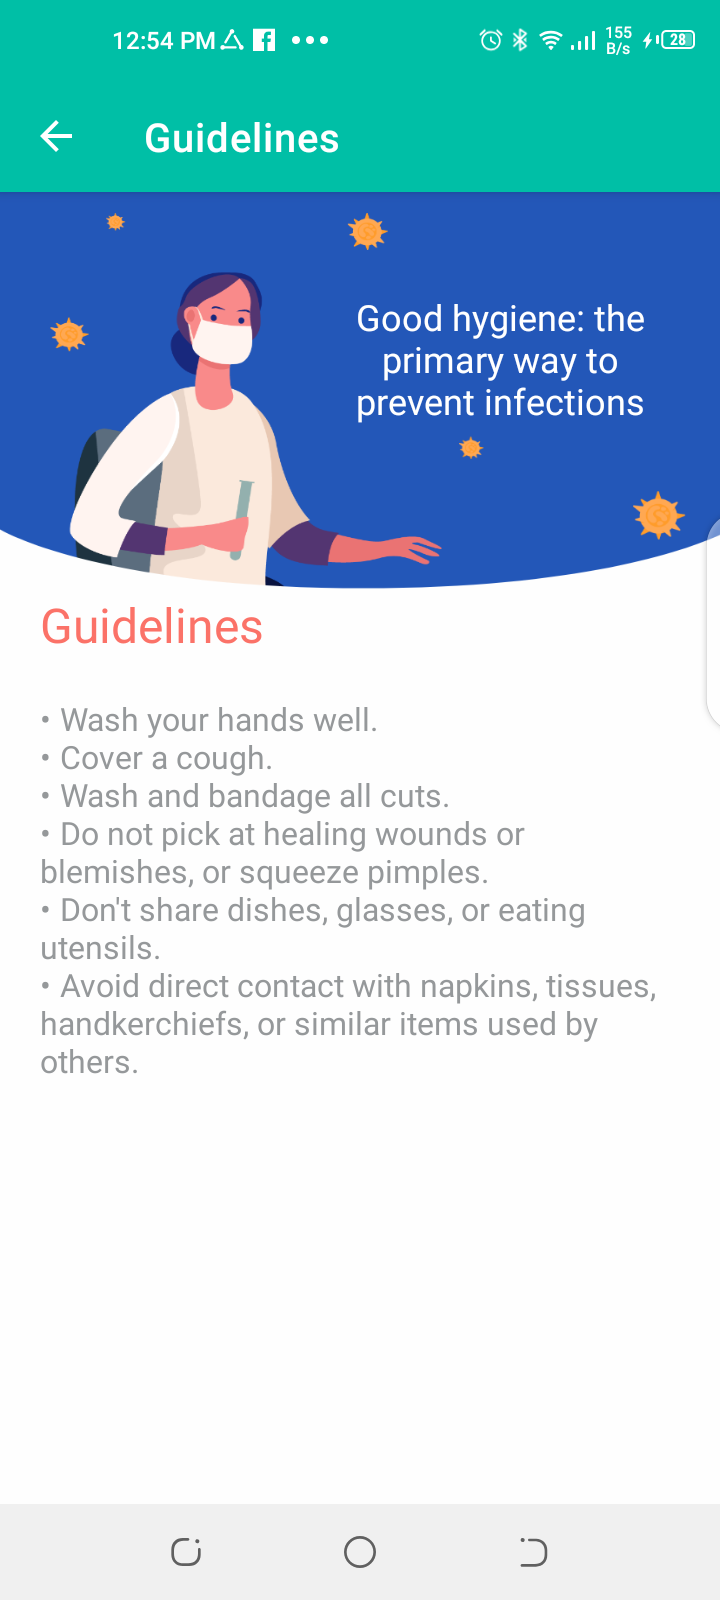 12:54 PM
155
B/s
28
Guidelines
Good hygiene: the
primary way to
prevent infections
Guidelines
• Wash your hands well.
• Cover a cough.
• Wash and bandage all cuts.
• Do not pick at healing wounds or
blemishes, or squeeze pimples.
• Don't share dishes, glasses, or eating
utensils.
• Avoid direct contact with napkins, tissues,
handkerchiefs, or similar items used by
others.